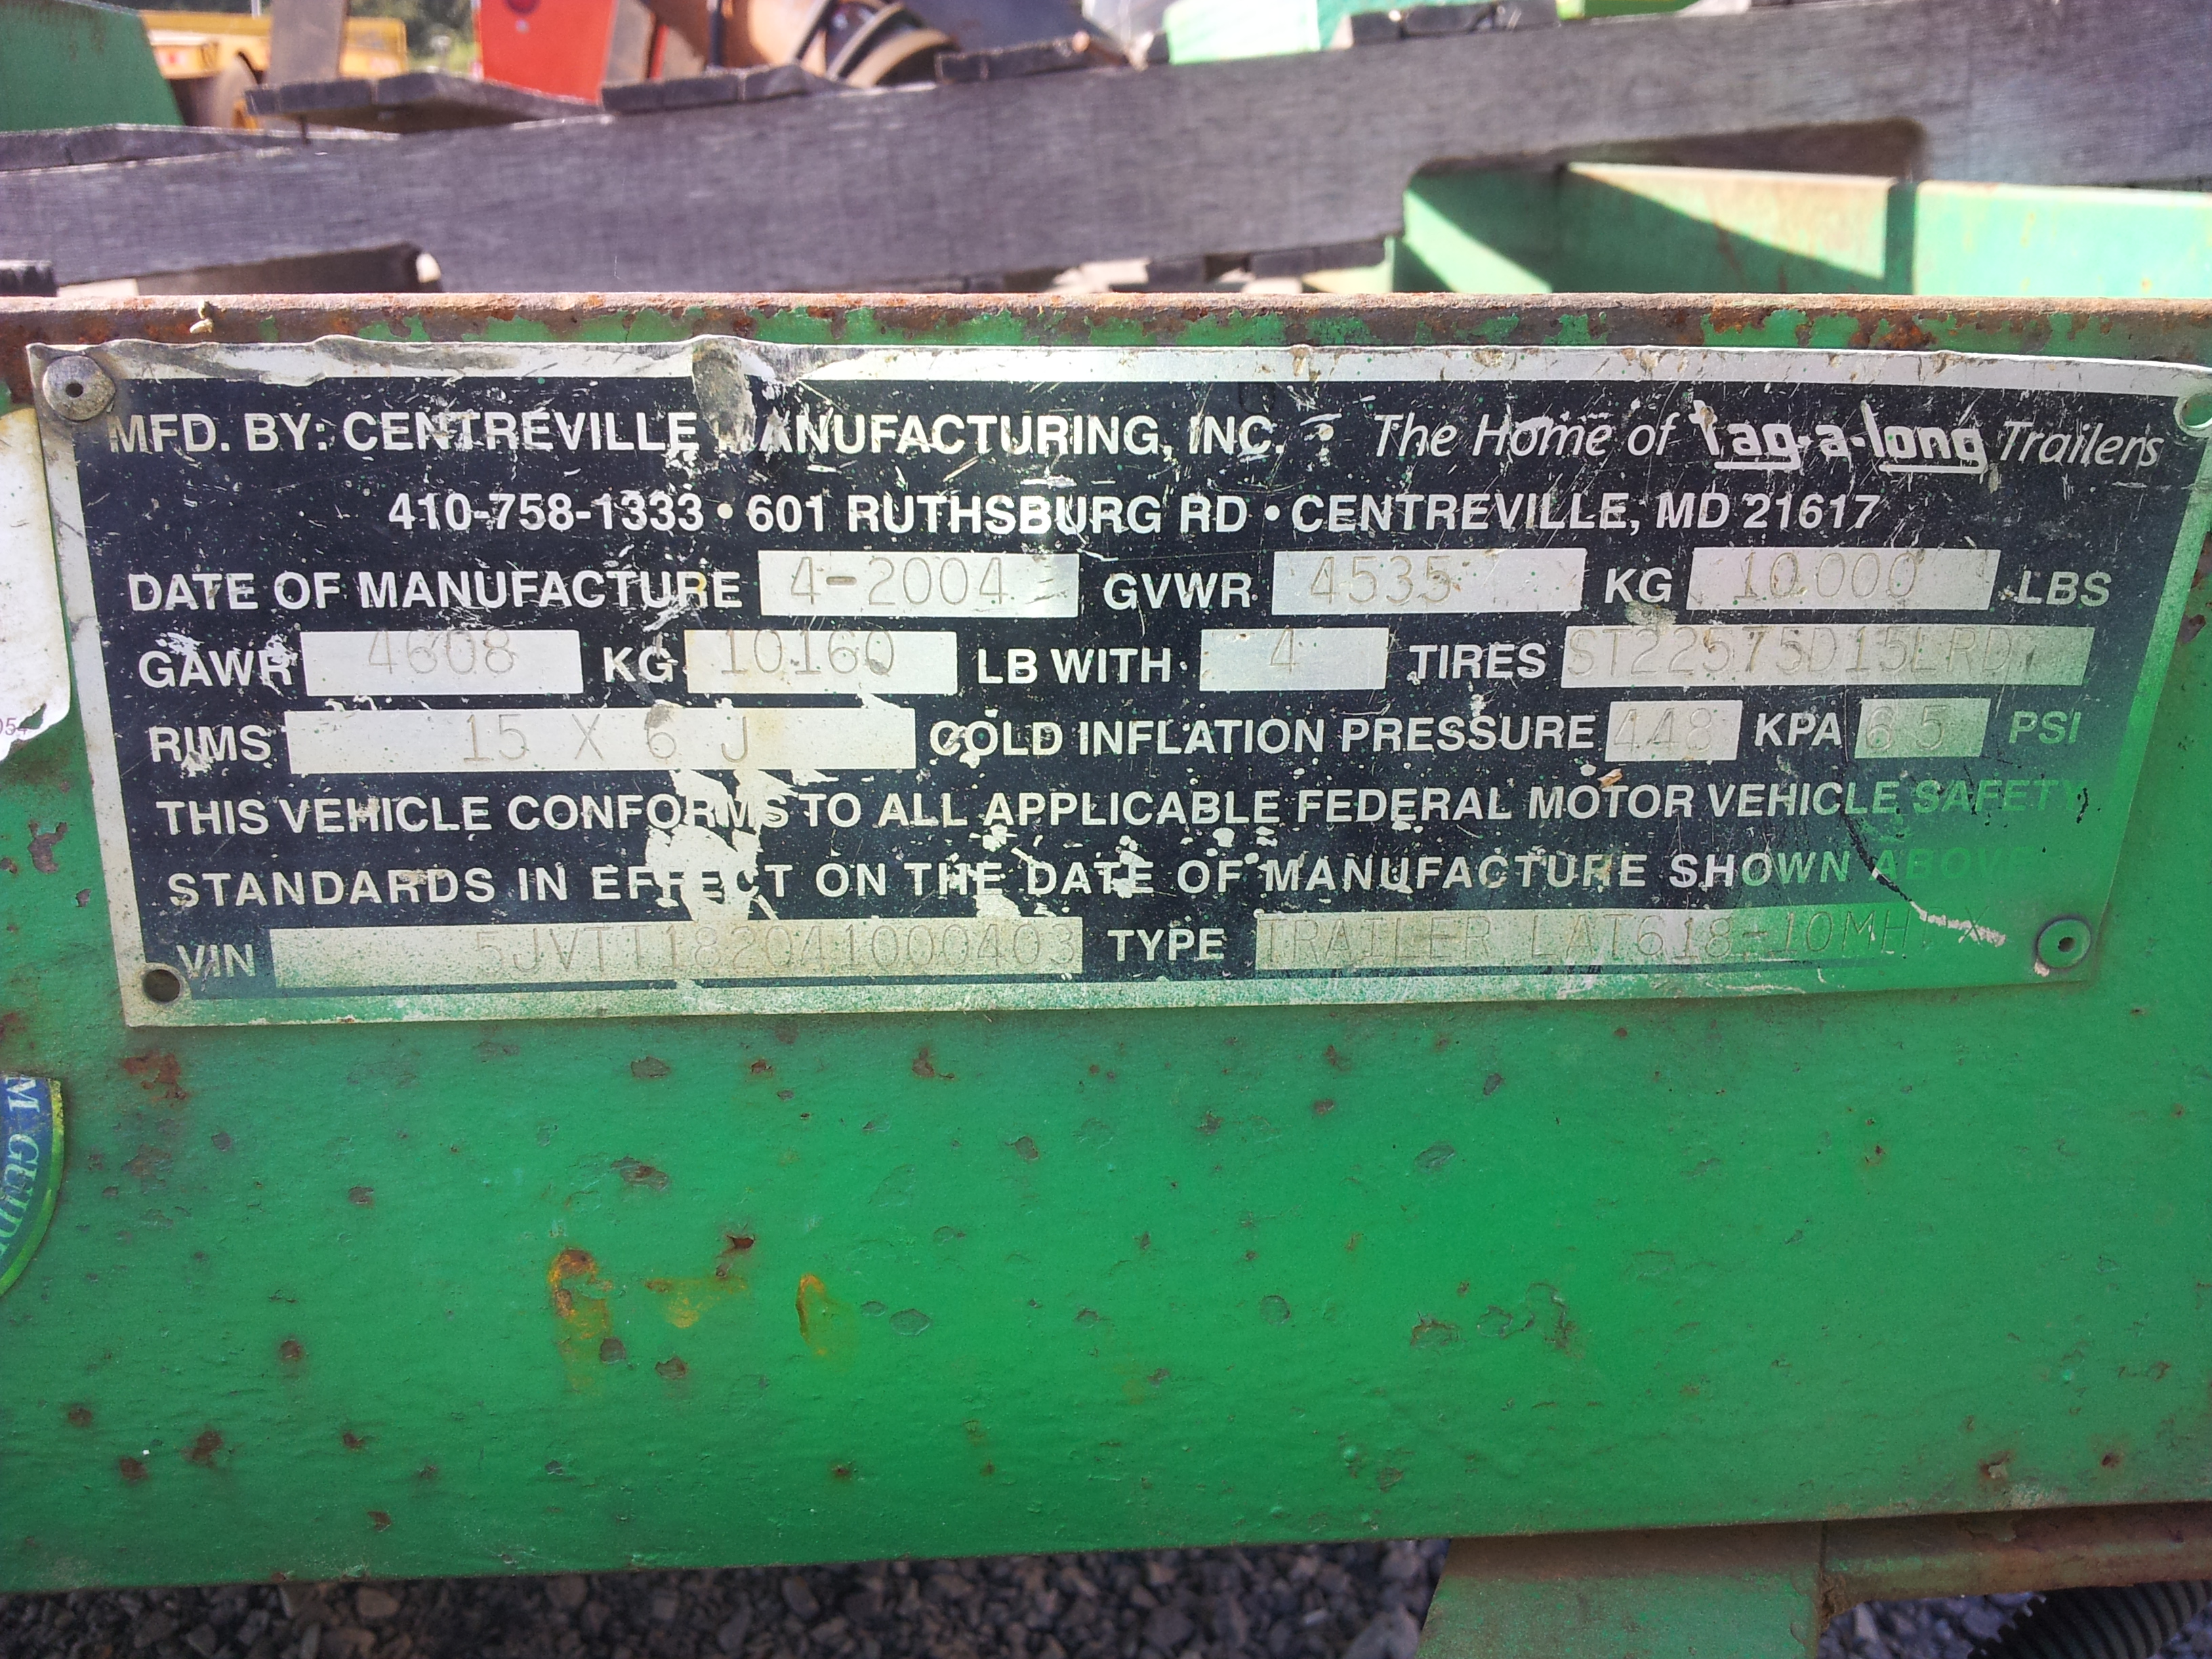 MFD. BY: CENTREVILLE MANUFACTURING, INC. • The Home of Tag-a-long Trailers
410-758-1333 • 601 RUTHSBURG RD • CENTREVILLE, MD 21617
DATE OF MANUFACTURE 4-2004 GVWR 4535 KG 10000 LBS
GAWR 4608 KG 10160 LB WITH 4 TIRES ST22575D15LRD
RIMS 15 X 6 J COLD INFLATION PRESSURE 448 KPA 65 PSI
THIS VEHICLE CONFORMS TO ALL APPLICABLE FEDERAL MOTOR VEHICLE SAFETY
STANDARDS IN EFFECT ON THE DATE OF MANUFACTURE SHOWN ABOVE
VIN 5JVTT182041000403 TYPE TRAILER LAT618-10MH